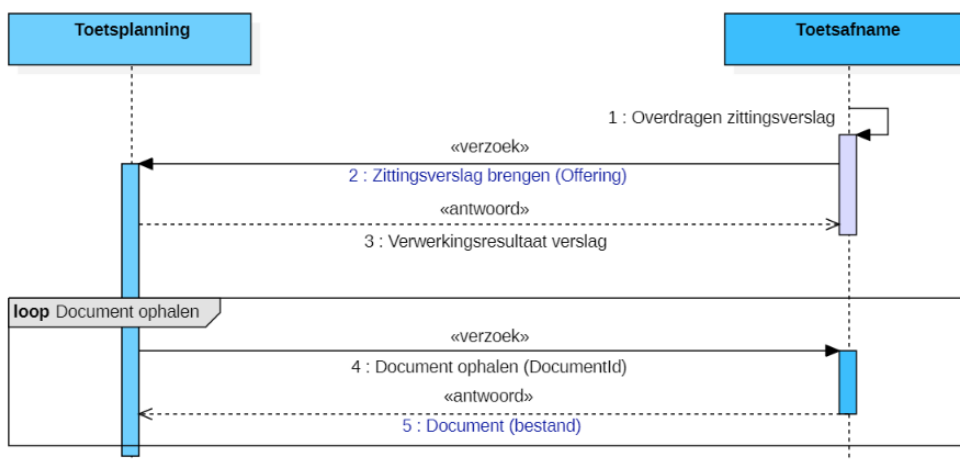 Toetsplanning
Toetsafname
1 : Overdragen zittingsverslag
«verzoek»
2 : Zittingsverslag brengen (Offering)
«antwoord»
3 : Verwerkingsresultaat verslag
loop Document ophalen
«verzoek»
4 : Document ophalen (DocumentId)
«antwoord»
5 : Document (bestand)